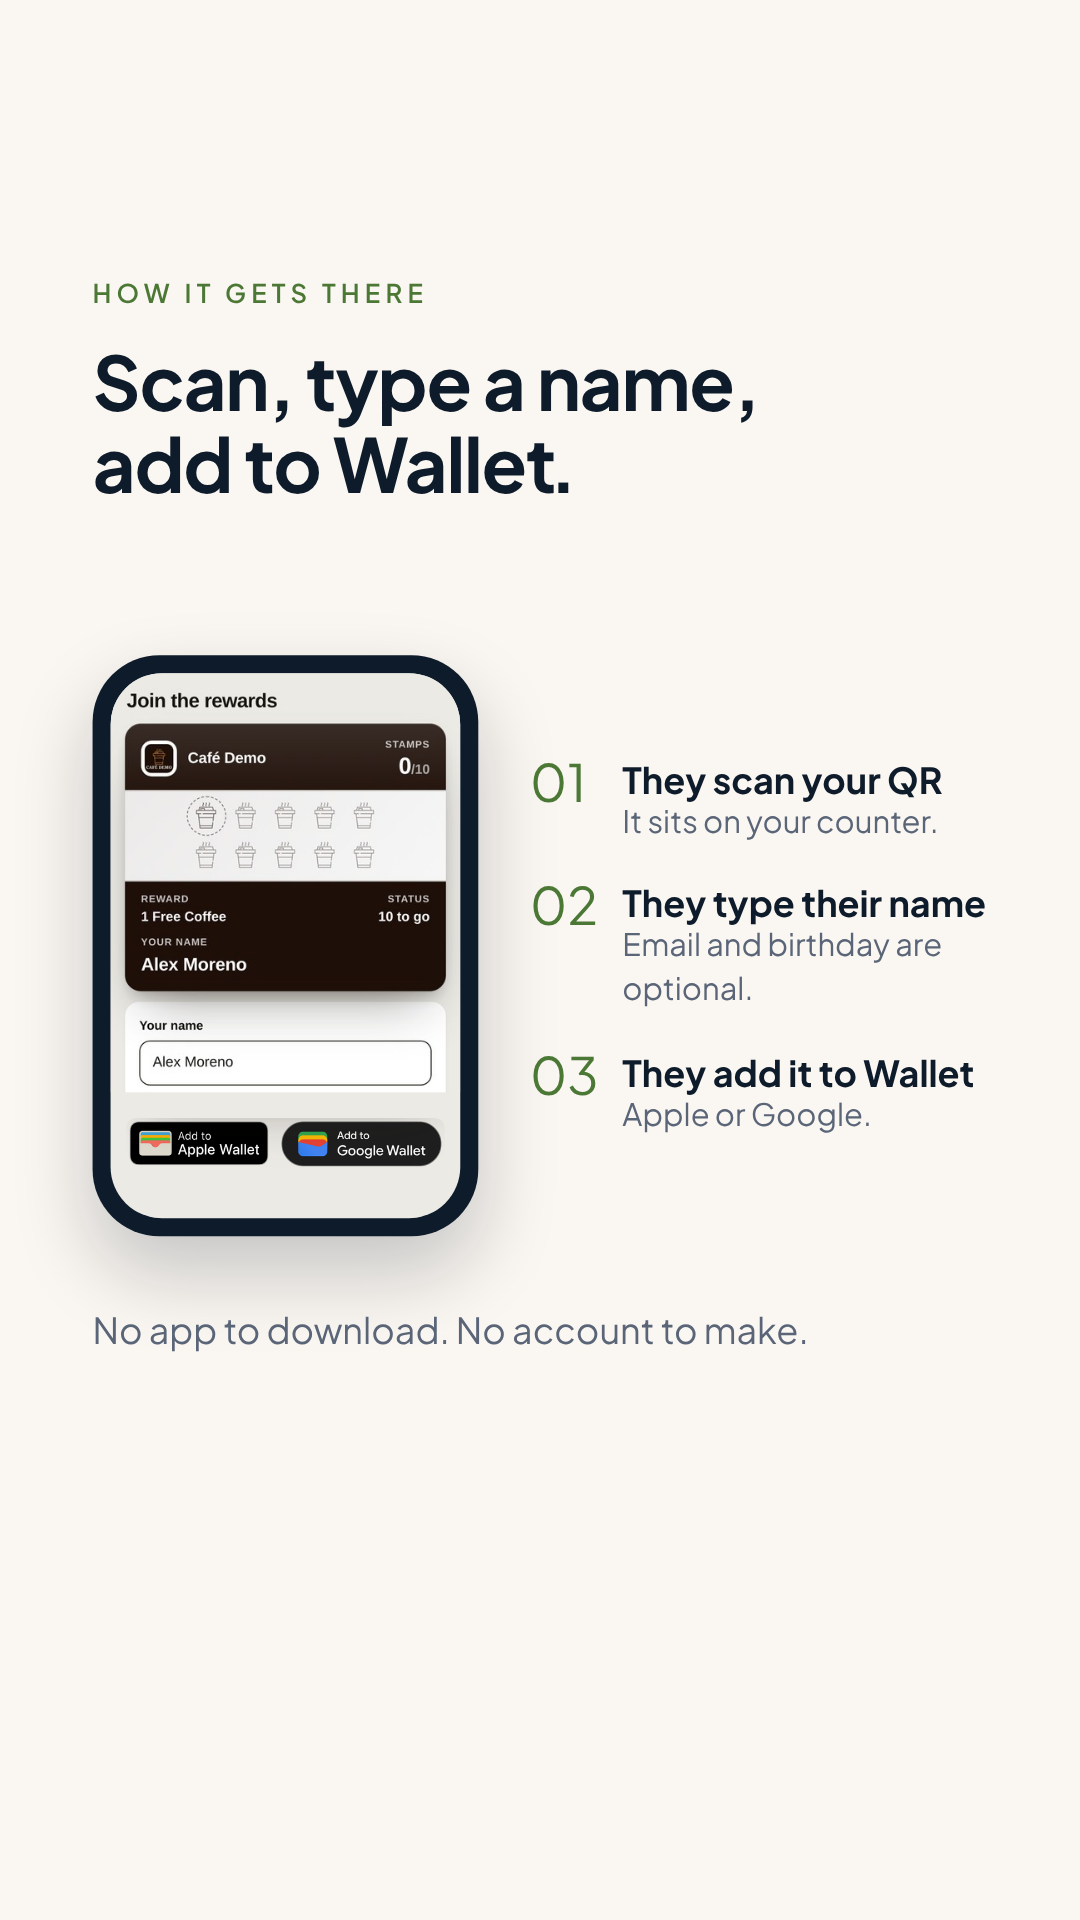 HOW IT GETS THERE
Scan, type a name,
add to Wallet.
Join the rewards
Café Demo
STAMPS
0/10
CAFÉ DEMO
REWARD
STATUS
1 Free Coffee
10 to go
YOUR NAME
Alex Moreno
Your name
Alex Moreno
Add to
Apple Wallet
Add to
Google Wallet
01
They scan your QR
It sits on your counter.
02
They type their name
Email and birthday are
optional.
03
They add it to Wallet
Apple or Google.
No app to download. No account to make.